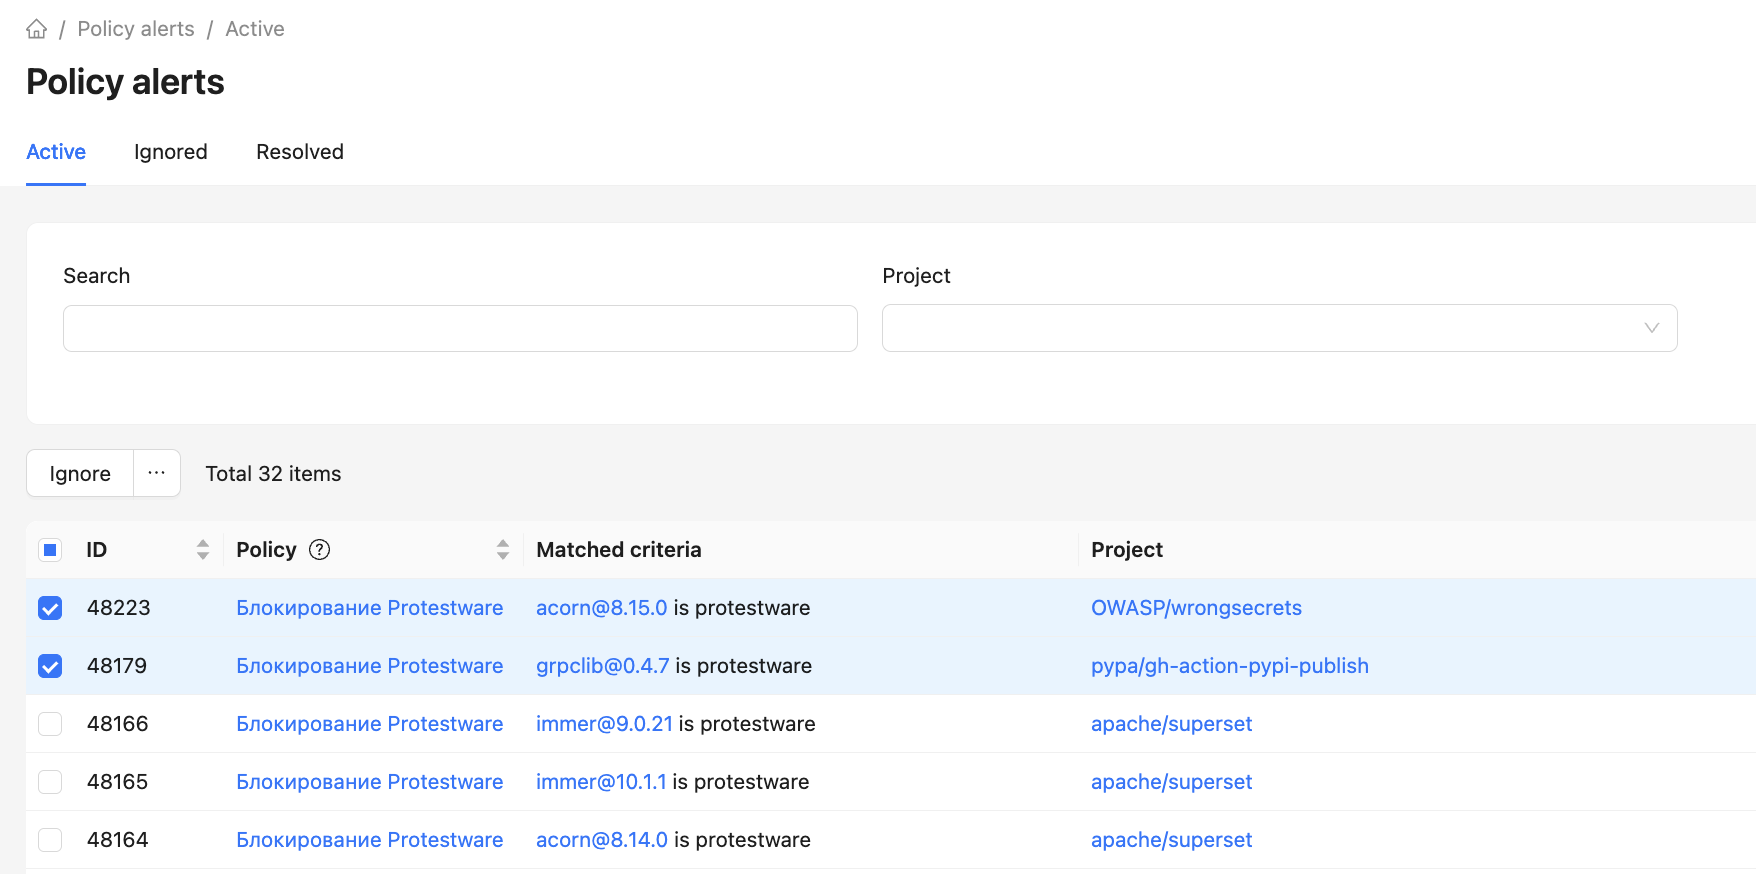 / Policy alerts / Active
Policy alerts
Active Ignored Resolved
Search Project
Ignore ··· Total 32 items
ID Policy ? Matched criteria Project
48223 Блокирование Protestware acorn@8.15.0 is protestware OWASP/wrongsecrets
48179 Блокирование Protestware grpclib@0.4.7 is protestware pypa/gh-action-pypi-publish
48166 Блокирование Protestware immer@9.0.21 is protestware apache/superset
48165 Блокирование Protestware immer@10.1.1 is protestware apache/superset
48164 Блокирование Protestware acorn@8.14.0 is protestware apache/superset